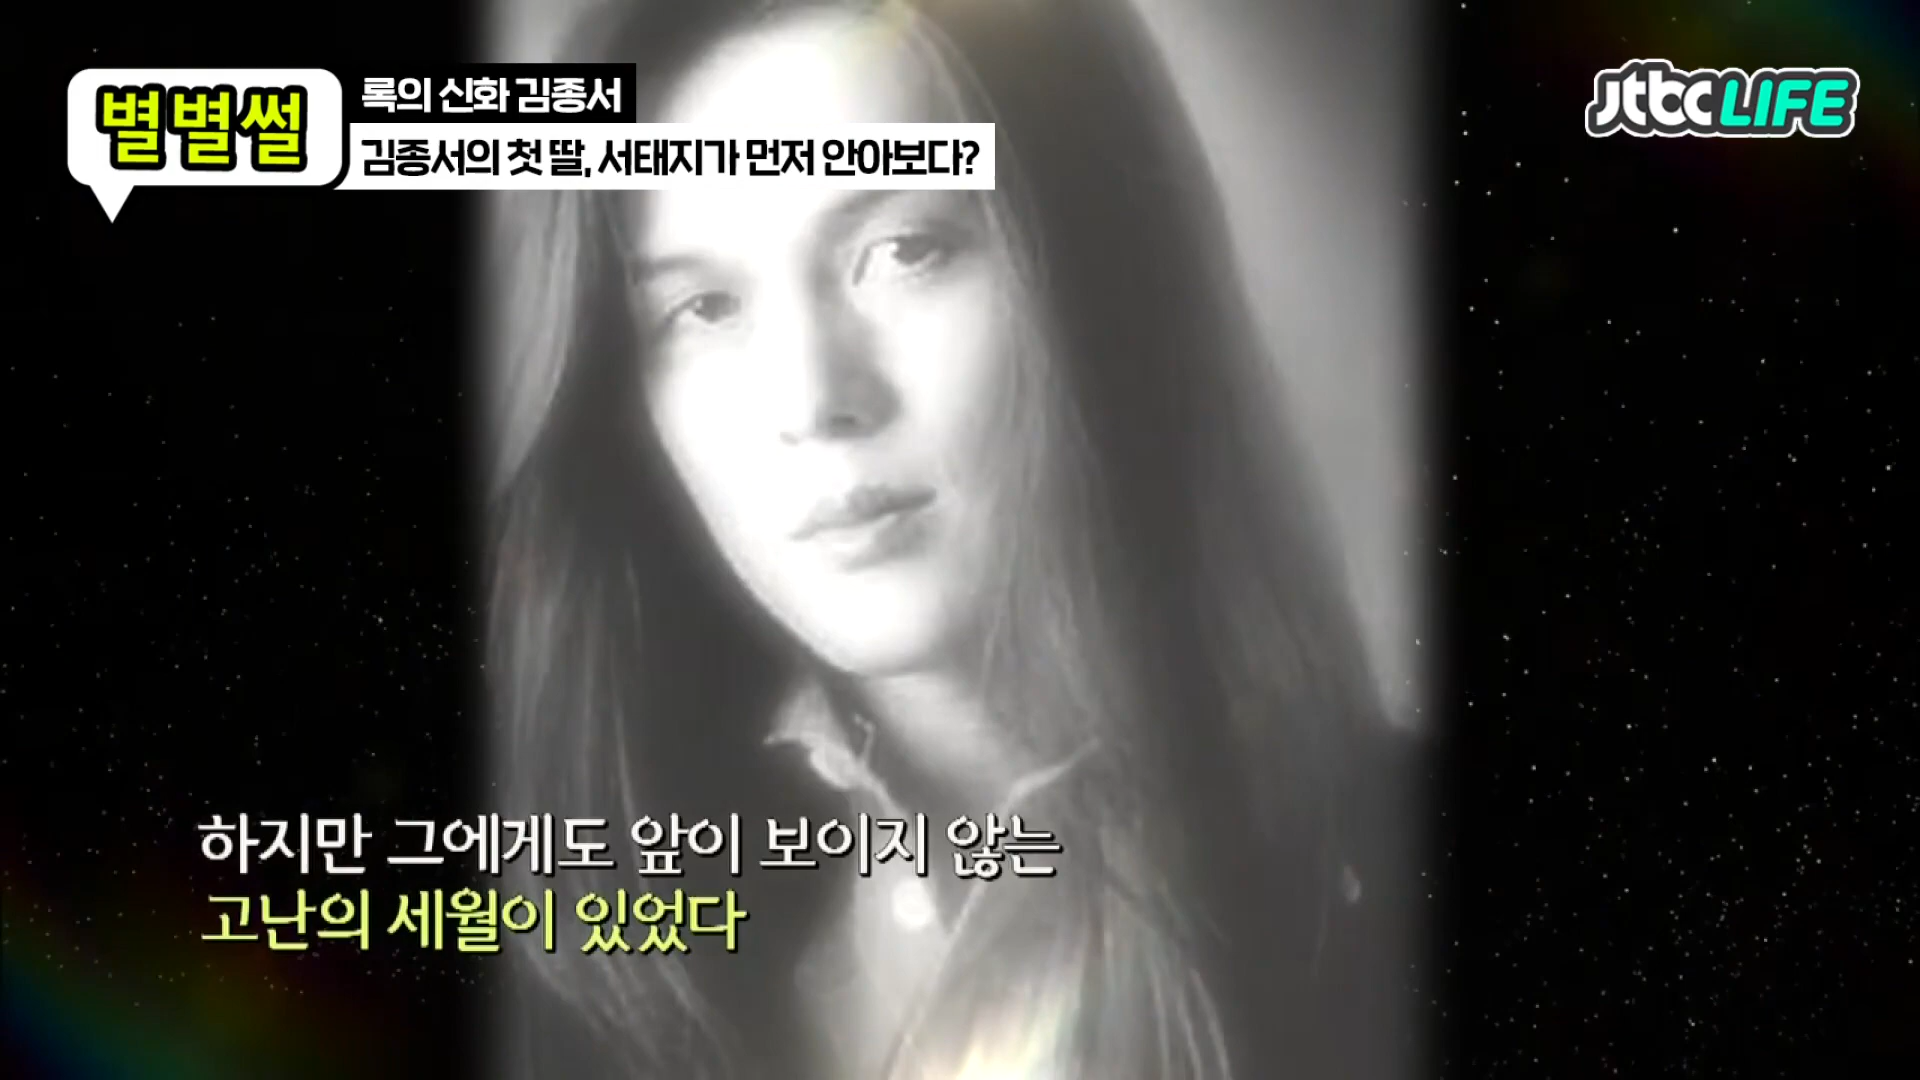 별별썰
록의 신화 김종서
김종서의 첫 딸, 서태지가 먼저 안아보다?
jtbc LIFE
하지만 그에게도 앞이 보이지 않는
고난의 세월이 있었다